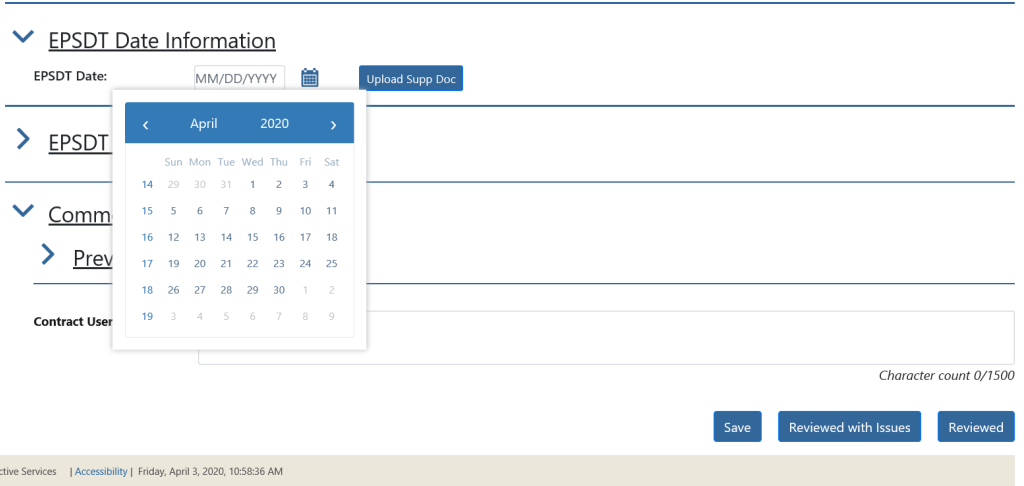 EPSDT Date Information
EPSDT Date: MM/DD/YYYY Upload Supp Doc
‹ April 2020 ›
EPSDT
Sun Mon Tue Wed Thu Fri Sat
14 29 30 31 1 2 3 4
15 5 6 7 8 9 10 11
16 12 13 14 15 16 17 18
17 19 20 21 22 23 24 25
18 26 27 28 29 30 1 2
19 3 4 5 6 7 8 9
Comm
Prev
Contract User
Character count 0/1500
Save Reviewed with Issues Reviewed
ctive Services | Accessibility | Friday, April 3, 2020, 10:58:36 AM